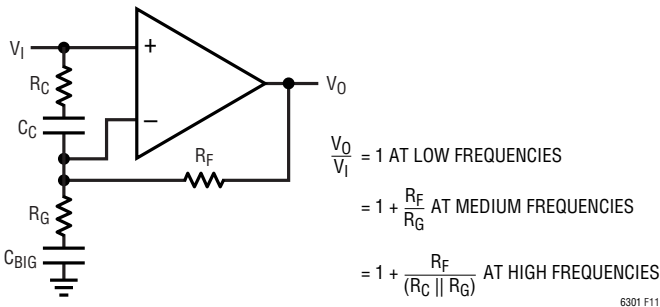 V_I
+
R_C
V_O
C_C
−
R_F
V_O/V_I = 1 AT LOW FREQUENCIES
R_G
= 1 + R_F/R_G AT MEDIUM FREQUENCIES
C_BIG
= 1 + R_F/(R_C || R_G) AT HIGH FREQUENCIES
6301 F11